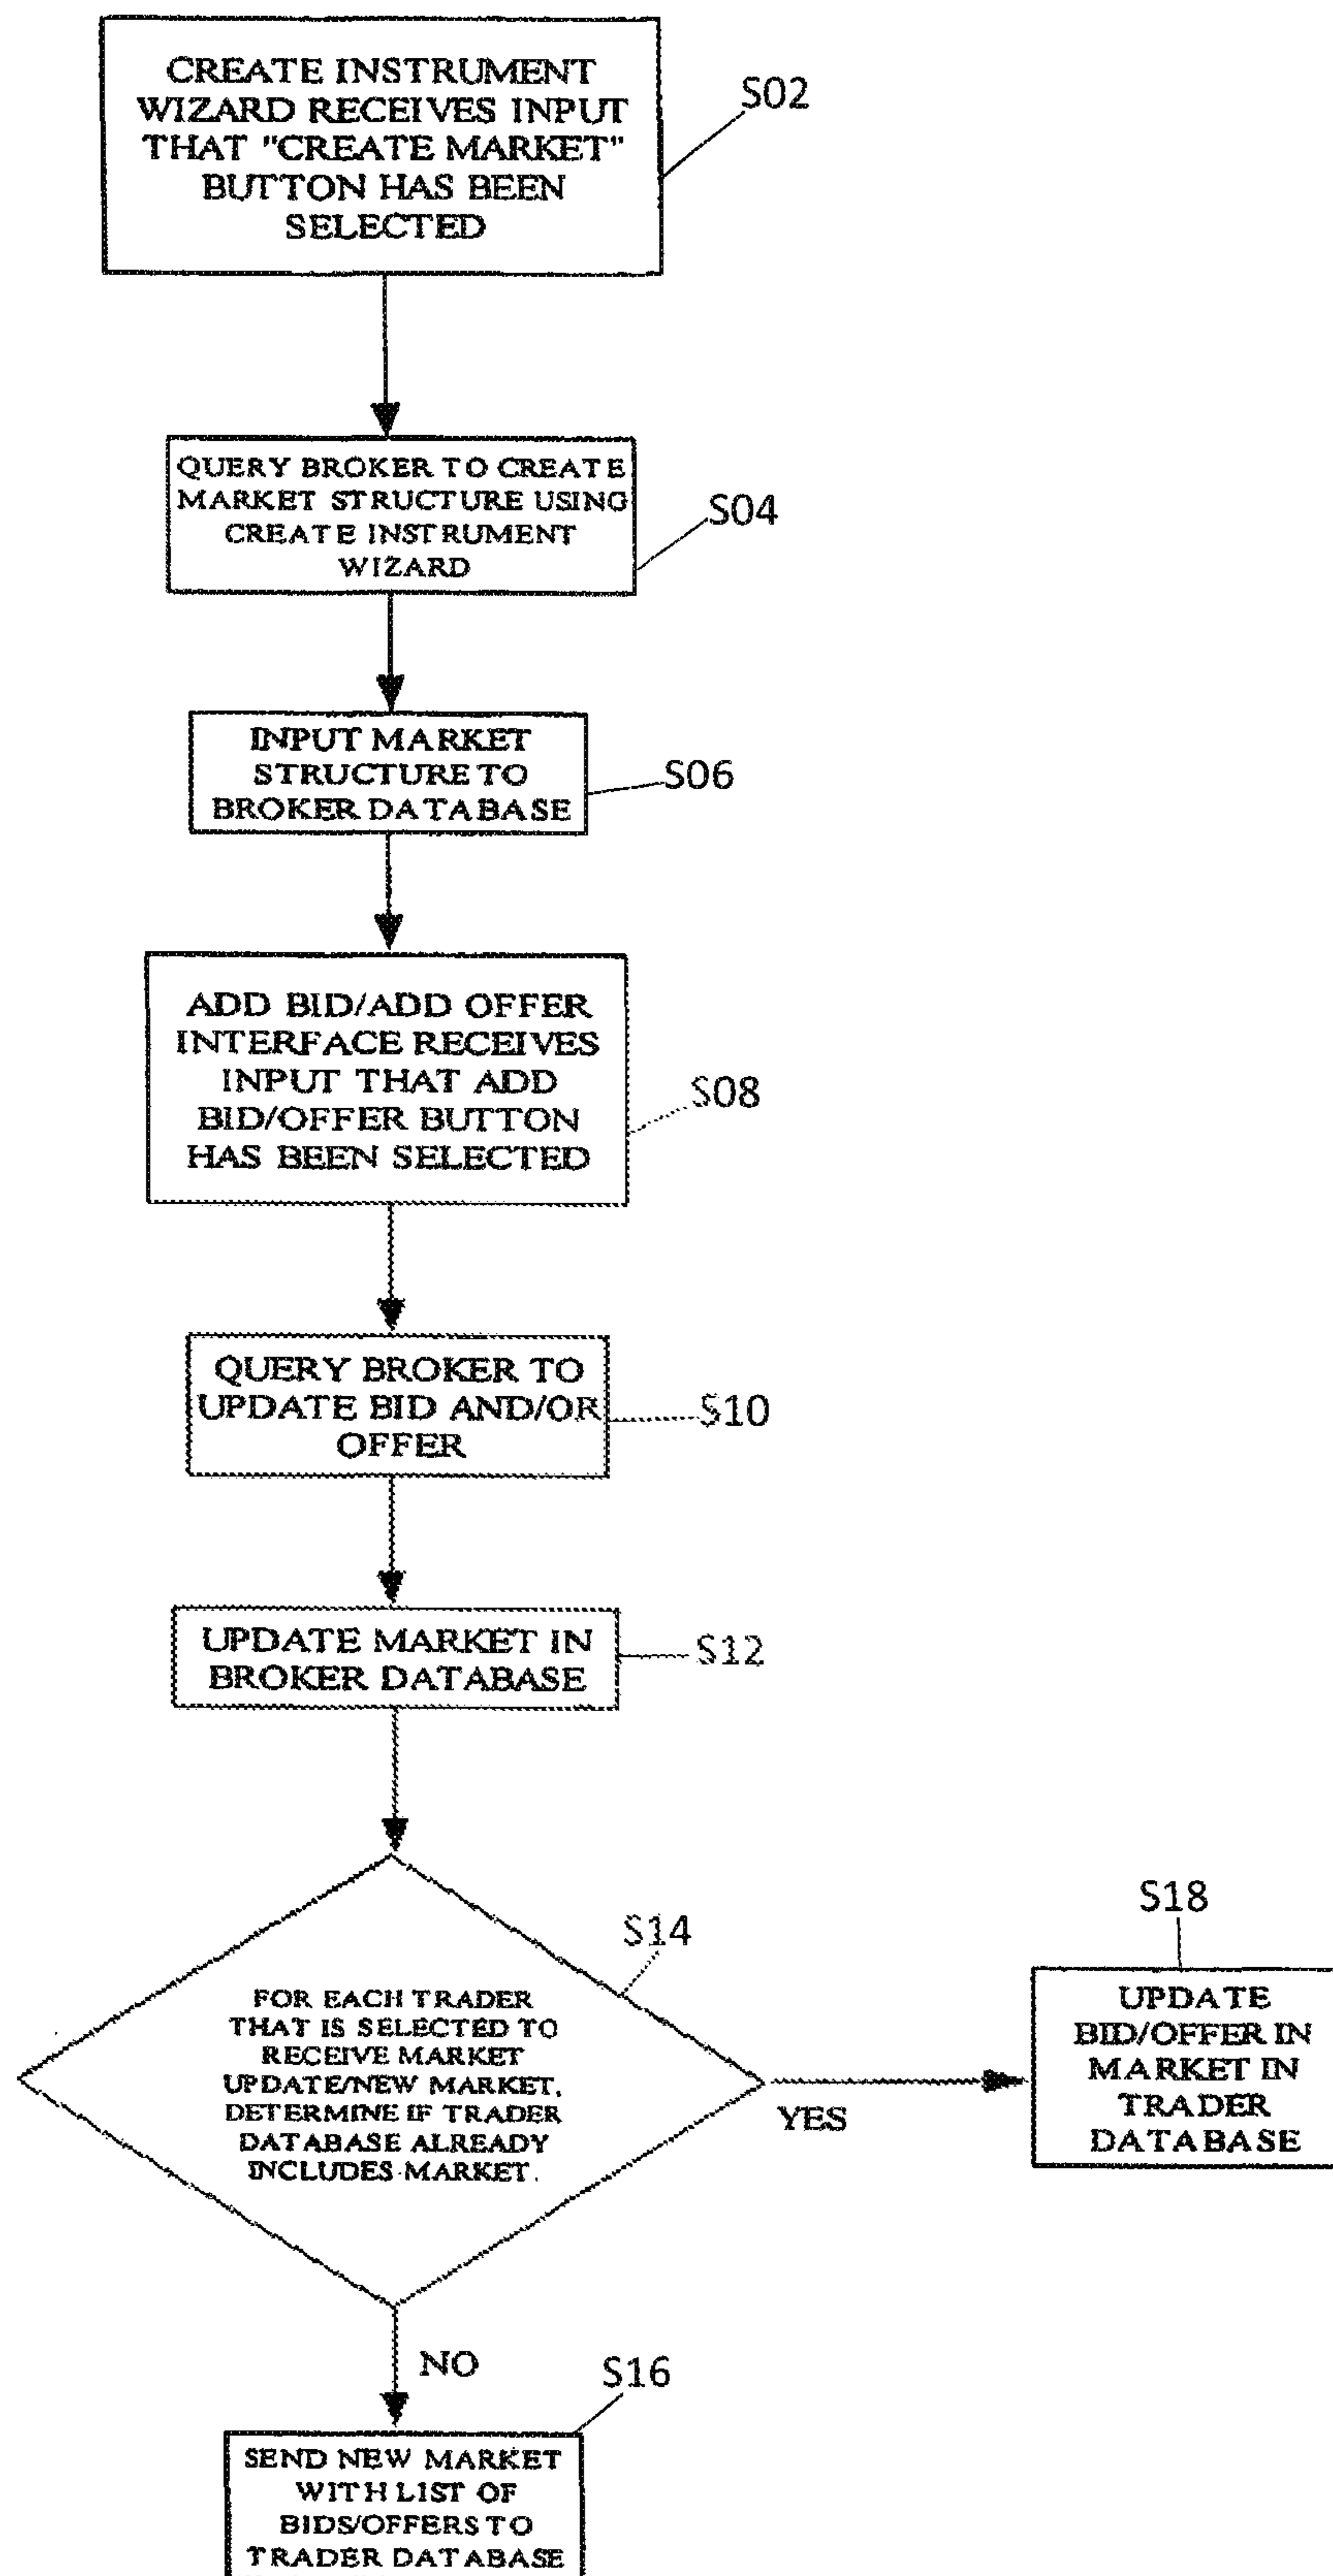 CREATE INSTRUMENT
WIZARD RECEIVES INPUT
THAT "CREATE MARKET"
BUTTON HAS BEEN
SELECTED
S02
QUERY BROKER TO CREATE
MARKET STRUCTURE USING
CREATE INSTRUMENT
WIZARD
S04
INPUT MARKET
STRUCTURE TO
BROKER DATABASE
S06
ADD BID/ADD OFFER
INTERFACE RECEIVES
INPUT THAT ADD
BID/OFFER BUTTON
HAS BEEN SELECTED
S08
QUERY BROKER TO
UPDATE BID AND/OR
OFFER
S10
UPDATE MARKET IN
BROKER DATABASE
S12
FOR EACH TRADER
THAT IS SELECTED TO
RECEIVE MARKET
UPDATE/NEW MARKET,
DETERMINE IF TRADER
DATABASE ALREADY
INCLUDES MARKET.
S14
YES
S18
UPDATE
BID/OFFER IN
MARKET IN
TRADER
DATABASE
NO
S16
SEND NEW MARKET
WITH LIST OF
BIDS/OFFERS TO
TRADER DATABASE